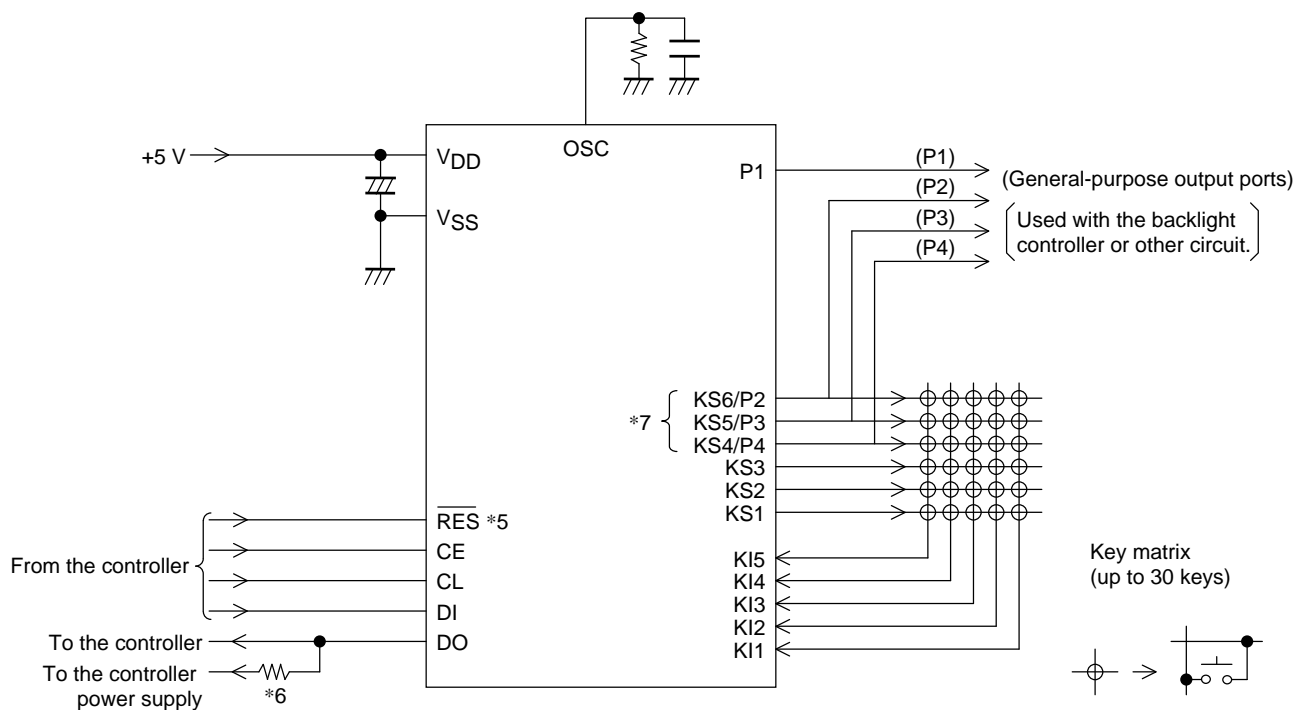 +5 V
VDD
OSC
VSS
P1
(P1)
(P2)
(P3)
(P4)
(General-purpose output ports)
Used with the backlight
controller or other circuit.
*7
KS6/P2
KS5/P3
KS4/P4
KS3
KS2
KS1
KI5
KI4
KI3
KI2
KI1
From the controller
RES *5
CE
CL
DI
DO
To the controller
To the controller
power supply
*6
Key matrix
(up to 30 keys)